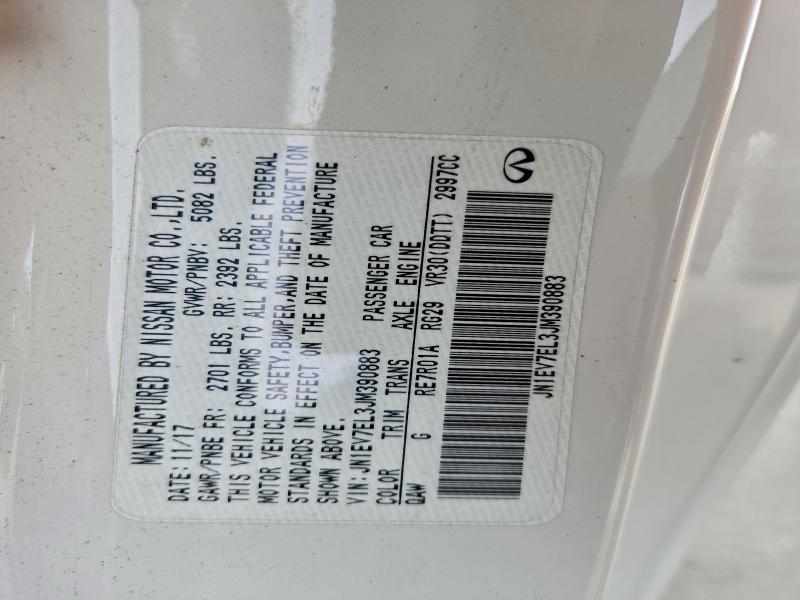 MANUFACTURED BY NISSAN MOTOR CO.,LTD.
DATE: 11/17 GVWR/PNBV: 5082 LBS.
GAWR/PNBE FR: 2701 LBS. RR: 2392 LBS.
THIS VEHICLE CONFORMS TO ALL APPLICABLE FEDERAL
MOTOR VEHICLE SAFETY,BUMPER,AND THEFT PREVENTION
STANDARDS IN EFFECT ON THE DATE OF MANUFACTURE
SHOWN ABOVE.
VIN:JN1EV7EL3JM390883 PASSENGER CAR
COLOR TRIM TRANS AXLE ENGINE
QAW G RE7R01A RG29 VR30(DDTT) 2997CC
JN1EV7EL3JM390883